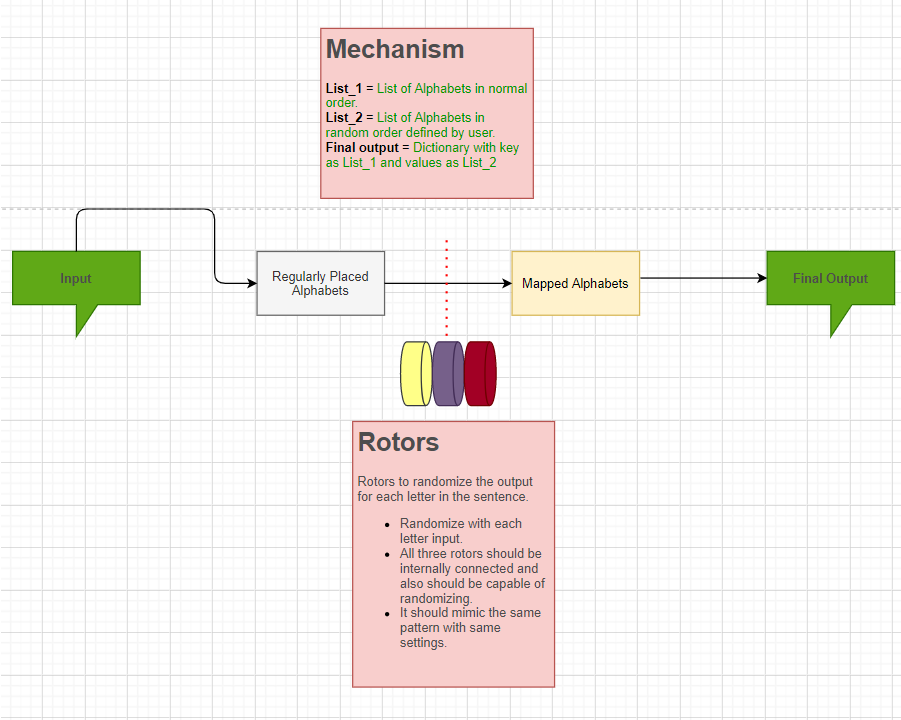 Mechanism
List_1 = List of Alphabets in normal
order.
List_2 = List of Alphabets in
random order defined by user.
Final output = Dictionary with key
as List_1 and values as List_2
Input
Regularly Placed
Alphabets
Mapped Alphabets
Final Output
Rotors
Rotors to randomize the output
for each letter in the sentence.
Randomize with each
letter input.
All three rotors should be
internally connected and
also should be capable of
randomizing.
It should mimic the same
pattern with same
settings.